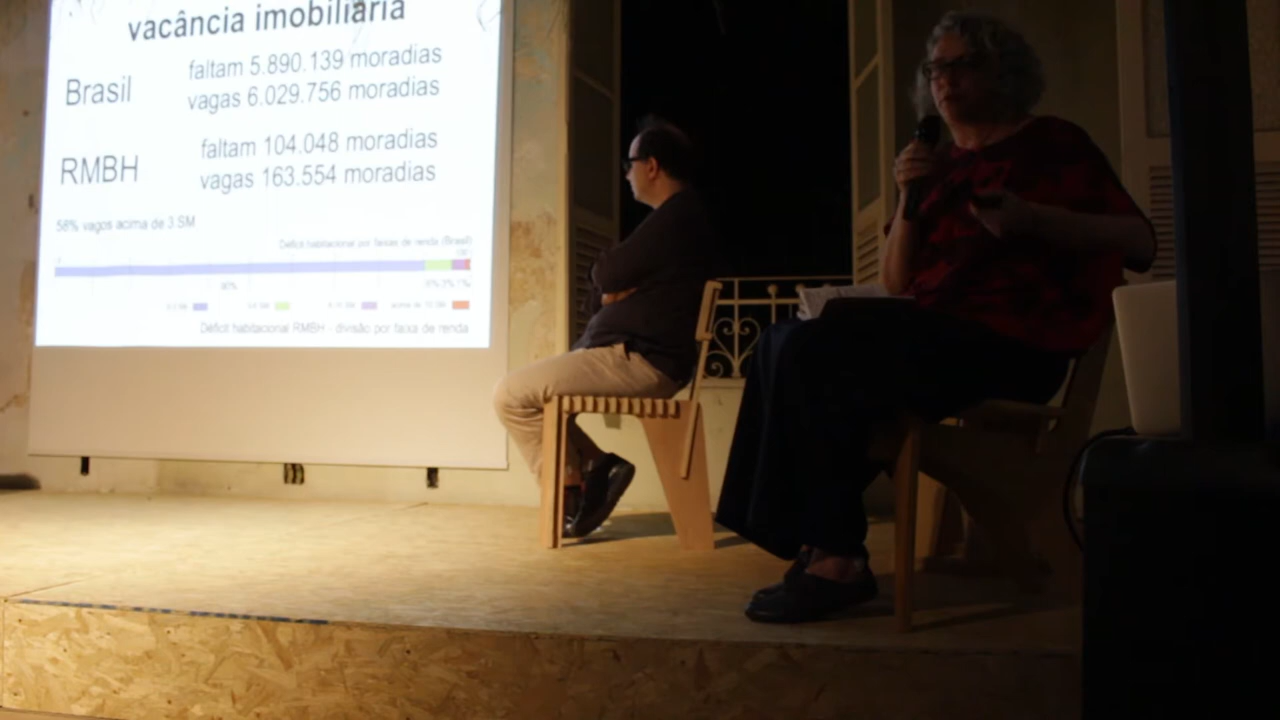 vacância imobiliária
Brasil
faltam 5.890.139 moradias
vagas 6.029.756 moradias
RMBH
faltam 104.048 moradias
vagas 163.554 moradias
58% vagos acima de 3 SM
Déficit habitacional por faixas de renda (Brasil)
90%
Déficit habitacional RMBH - divisão por faixa de renda